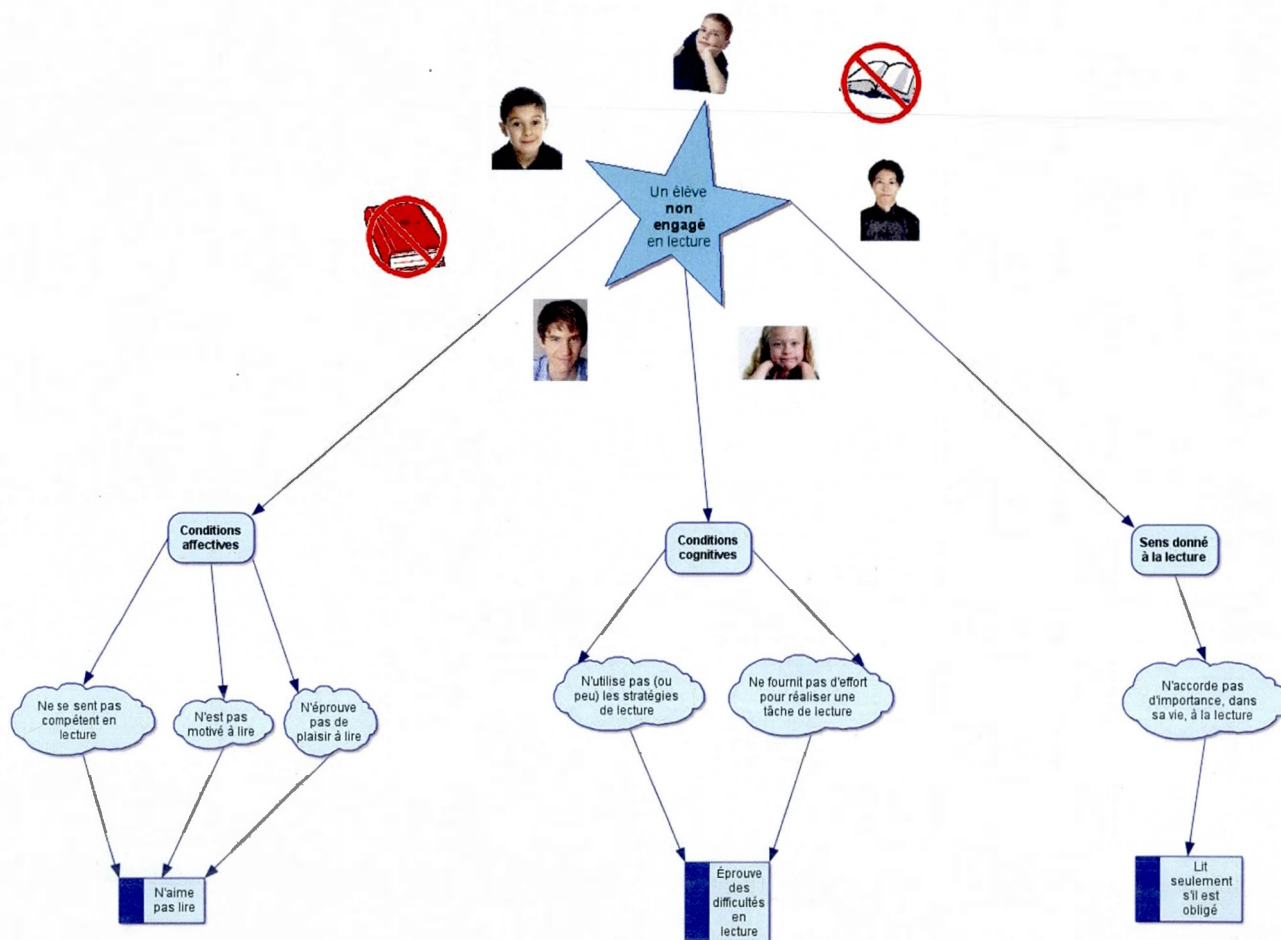 Un élève
non
engagé
en lecture
Conditions
affectives
Conditions
cognitives
Sens donné
à la lecture
Ne se sent pas
compétent en
lecture
N'est pas
motivé à lire
N'éprouve
pas de
plaisir à lire
N'utilise pas (ou
peu) les stratégies
de lecture
Ne fournit pas d'effort
pour réaliser une
tâche de lecture
N'accorde pas
d'importance, dans
sa vie, à la lecture
N'aime
pas lire
Éprouve
des
difficultés
en
lecture
Lit
seulement
s'il est
obligé